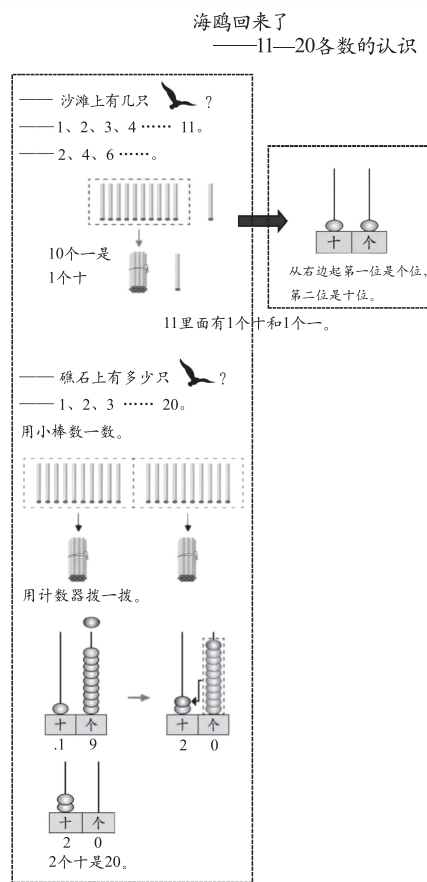 海鸥回来了
——11—20各数的认识
—— 沙滩上有几只 ？
—— 1、2、3、4 …… 11。
—— 2、4、6 ……。
10个一是
1个十
十 个
从右边起第一位是个位，
第二位是十位。
11里面有1个十和1个一。
—— 礁石上有多少只 ？
—— 1、2、3 …… 20。
用小棒数一数。
用计数器拨一拨。
十 个 十 个
.1 9 2 0
十 个
2 0
2个十是20。